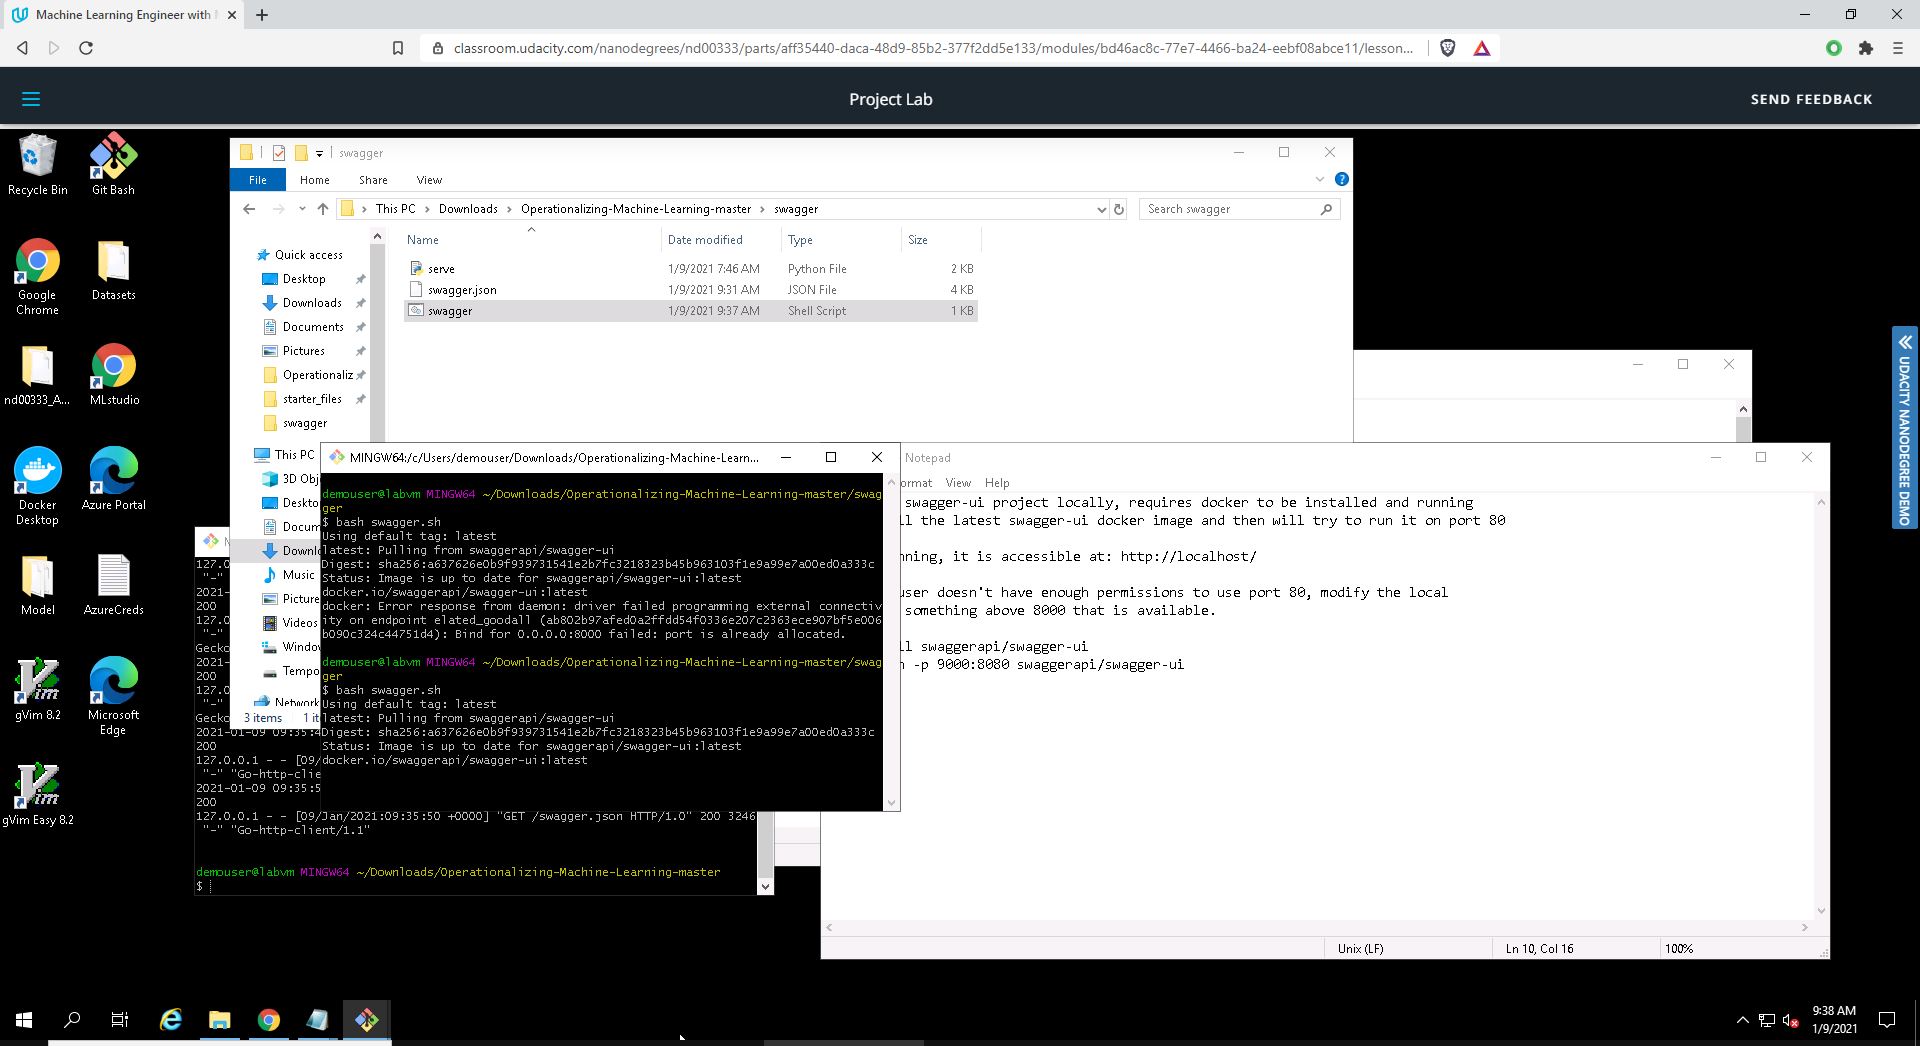 Machine Learning Engineer with
classroom.udacity.com/nanodegrees/nd00333/parts/aff35440-daca-48d9-85b2-377f2dd5e133/modules/bd46ac8c-77e7-4466-ba24-eebf08abce11/lesson...
Project Lab
SEND FEEDBACK
Recycle Bin
Git Bash
Google Chrome
Datasets
nd00333_A...
MLstudio
Docker Desktop
Azure Portal
Model
AzureCreds
gVim 8.2
Microsoft Edge
gVim Easy 8.2
swagger
File Home Share View
This PC > Downloads > Operationalizing-Machine-Learning-master > swagger
Search swagger
Name Date modified Type Size
serve 1/9/2021 7:46 AM Python File 2 KB
swagger.json 1/9/2021 9:31 AM JSON File 4 KB
swagger 1/9/2021 9:37 AM Shell Script 1 KB
Quick access
Desktop
Downloads
Documents
Pictures
Operationaliz
starter_files
swagger
This PC
3D Obj
Deskto
Docum
Downlo
Music
Picture
Videos
Windov
Tempo
Network
3 items 1 it
MINGW64:/c/Users/demouser/Downloads/Operationalizing-Machine-Learn...
demouser@labvm MINGW64 ~/Downloads/Operationalizing-Machine-Learning-master/swag
ger
$ bash swagger.sh
Using default tag: latest
latest: Pulling from swaggerapi/swagger-ui
Digest: sha256:a637626e0b9f939731541e2b7fc3218323b45b963103f1e9a99e7a00ed0a333c
Status: Image is up to date for swaggerapi/swagger-ui:latest
docker.io/swaggerapi/swagger-ui:latest
docker: Error response from daemon: driver failed programming external connectiv
ity on endpoint elated_goodall (ab802b97afed0a2ffdd54f0336e207c2363ece907bf5e006
b090c324c44751d4): Bind for 0.0.0.0:8000 failed: port is already allocated.
demouser@labvm MINGW64 ~/Downloads/Operationalizing-Machine-Learning-master/swag
ger
$ bash swagger.sh
Using default tag: latest
latest: Pulling from swaggerapi/swagger-ui
Digest: sha256:a637626e0b9f939731541e2b7fc3218323b45b963103f1e9a99e7a00ed0a333c
Status: Image is up to date for swaggerapi/swagger-ui:latest
docker.io/swaggerapi/swagger-ui:latest
127.0
"-"
2021-
200
127.0
"-"
Gecko
2021-
200
127.0
"-"
Gecko
2021-01-09 09:35:4
200
127.0.0.1 - - [09/
"-" "Go-http-clie
2021-01-09 09:35:5
200
127.0.0.1 - - [09/Jan/2021:09:35:50 +0000] "GET /swagger.json HTTP/1.0" 200 3246
"-" "Go-http-client/1.1"
demouser@labvm MINGW64 ~/Downloads/Operationalizing-Machine-Learning-master
$
Notepad
ormat View Help
swagger-ui project locally, requires docker to be installed and running
ll the latest swagger-ui docker image and then will try to run it on port 80
nning, it is accessible at: http://localhost/
user doesn't have enough permissions to use port 80, modify the local
something above 8000 that is available.
ll swaggerapi/swagger-ui
n -p 9000:8080 swaggerapi/swagger-ui
Unix (LF) Ln 10, Col 16 100%
UDACITY NANODEGREE DEMO
9:38 AM
1/9/2021